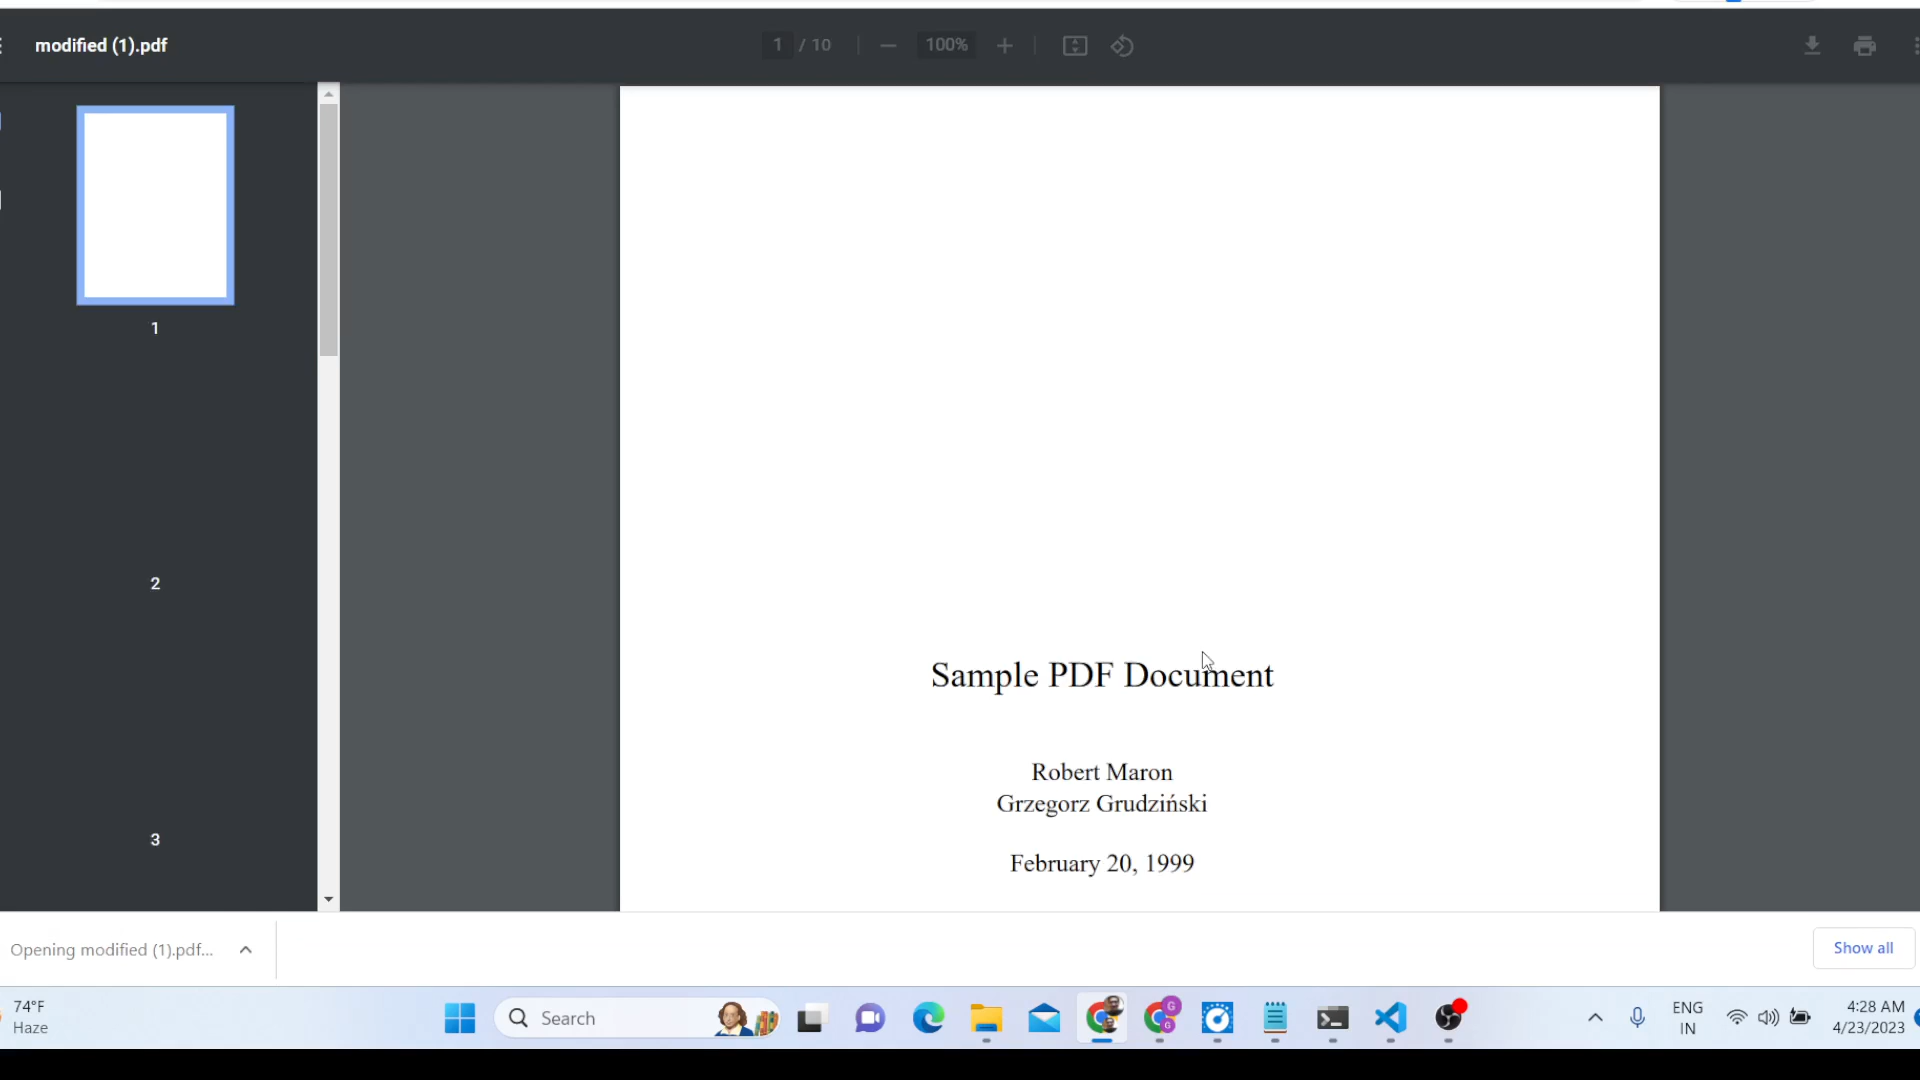 modified (1).pdf
1 / 10
100%
1
2
3
Sample PDF Document
Robert Maron
Grzegorz Grudziński
February 20, 1999
Opening modified (1).pdf...
Show all
74°F
Haze
Search
G
G
ENG
IN
4:28 AM
4/23/2023